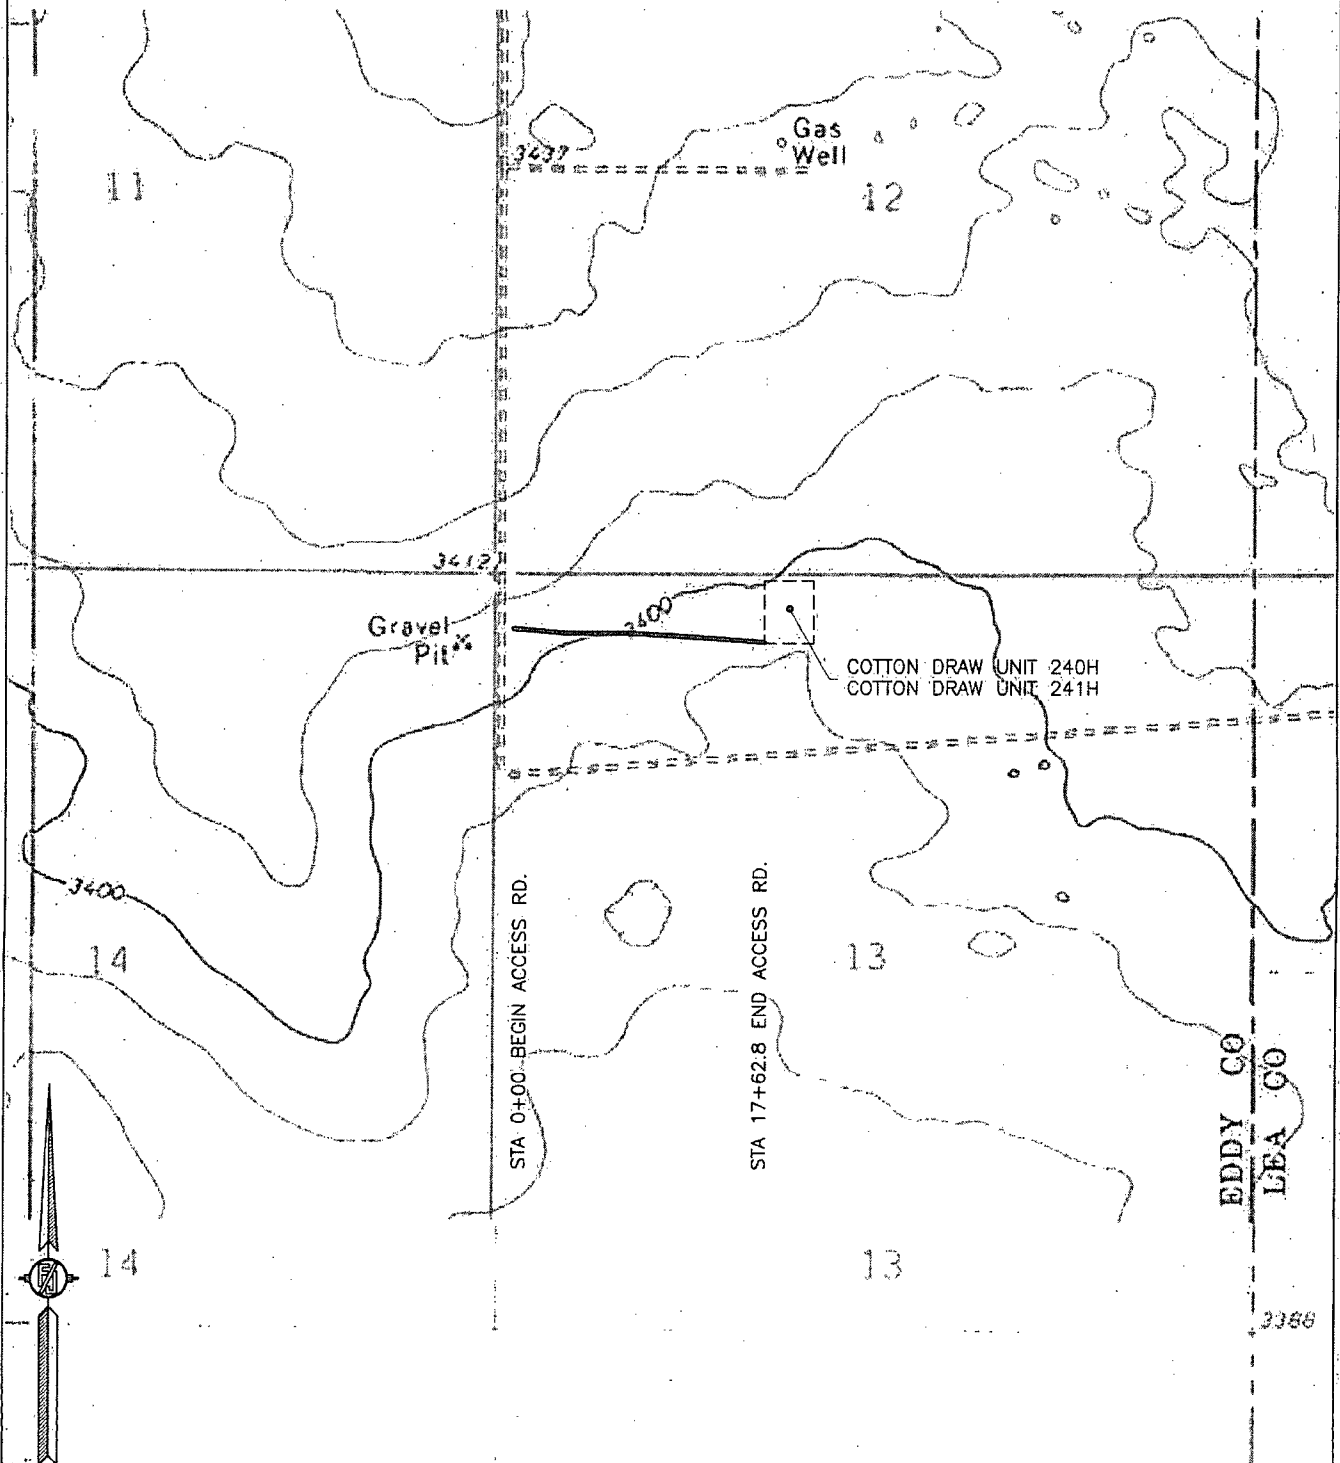 Gas
Well
3437
11
12
3412
3400
Gravel
Pit
COTTON DRAW UNIT 240H
COTTON DRAW UNIT 241H
3400
14
13
STA 0+00 BEGIN ACCESS RD.
STA 17+62.8 END ACCESS RD.
EDDY CO
LEA CO
14
13
3388